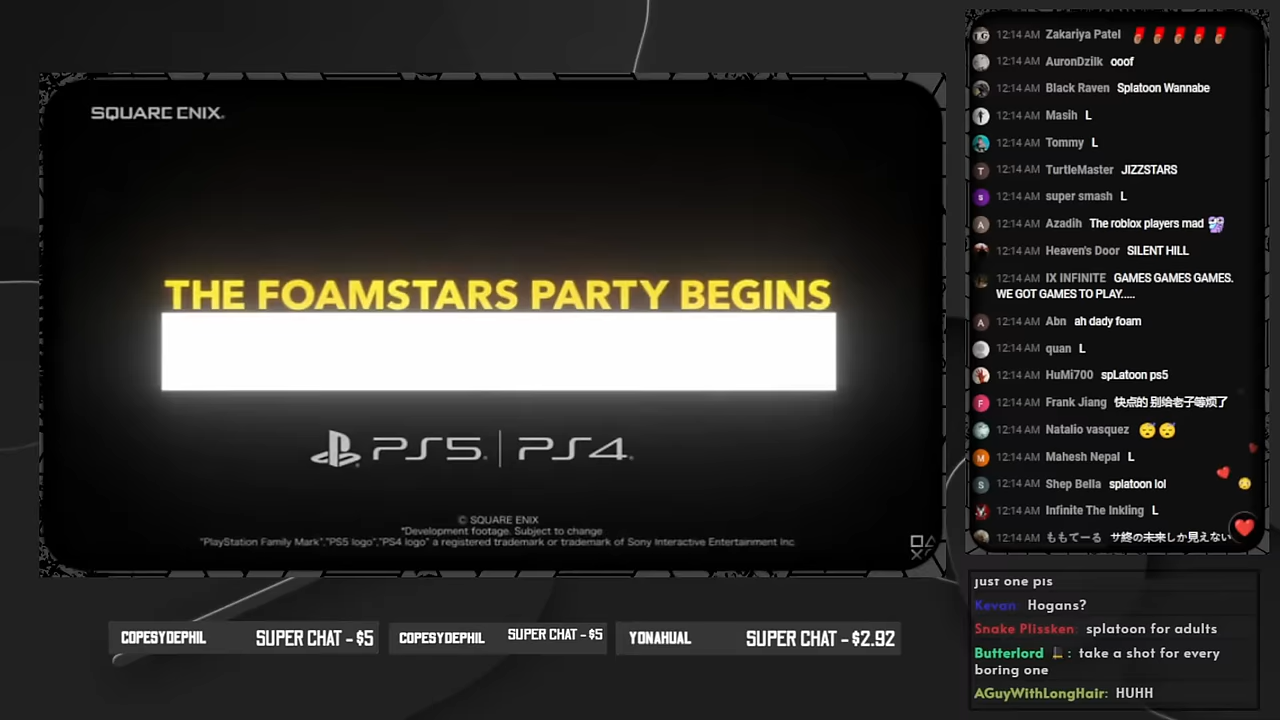 SQUARE ENIX
THE FOAMSTARS PARTY BEGINS
PS5 | PS4
© SQUARE ENIX
*Development footage. Subject to change
"PlayStation Family Mark","PS5 logo","PS4 logo" a registered trademark or trademark of Sony Interactive Entertainment Inc
COPESYDEPHIL SUPER CHAT - $5
COPESYDEPHIL SUPER CHAT - $5
YONAHUAL SUPER CHAT - $2.92
12:14 AM Zakariya Patel
12:14 AM AuronDzilk ooof
12:14 AM Black Raven Splatoon Wannabe
12:14 AM Masih L
12:14 AM Tommy L
T 12:14 AM TurtleMaster JIZZSTARS
S 12:14 AM super smash L
A 12:14 AM Azadih The roblox players mad
12:14 AM Heaven's Door SILENT HILL
12:14 AM IX INFINITE GAMES GAMES GAMES.
WE GOT GAMES TO PLAY.....
A 12:14 AM Abn ah dady foam
12:14 AM quan L
12:14 AM HuMi700 spLatoon ps5
F 12:14 AM Frank Jiang 快点的 别给老子等烦了
12:14 AM Natalio vasquez
M 12:14 AM Mahesh Nepal L
S 12:14 AM Shep Bella splatoon lol
12:14 AM Infinite The Inkling L
12:14 AM ももてーる サ終の未来しか見えない
just one pls
Kevan: Hogans?
Snake Plissken: splatoon for adults
Butterlord : take a shot for every
boring one
AGuyWithLongHair: HUHH